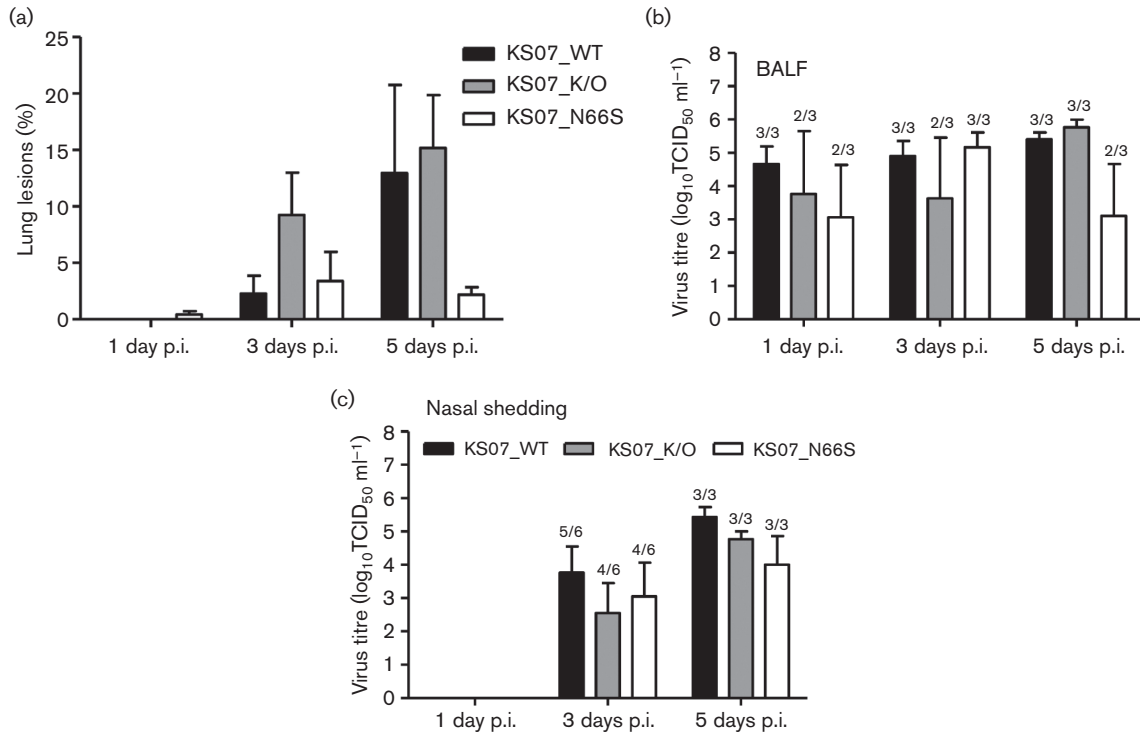 (a)
25
20
15
10
5
0
Lung lesions (%)
KS07_WT
KS07_K/O
KS07_N66S
1 day p.i. 3 days p.i. 5 days p.i.
(b)
BALF
8
7
6
5
4
3
2
1
0
Virus titre (log₁₀TCID₅₀ ml⁻¹)
3/3 2/3 2/3 3/3 2/3 3/3 3/3 3/3 2/3
1 day p.i. 3 days p.i. 5 days p.i.
(c)
Nasal shedding
8
7
6
5
4
3
2
1
0
Virus titre (log₁₀TCID₅₀ ml⁻¹)
KS07_WT KS07_K/O KS07_N66S
5/6 4/6 4/6 3/3 3/3 3/3
1 day p.i. 3 days p.i. 5 days p.i.